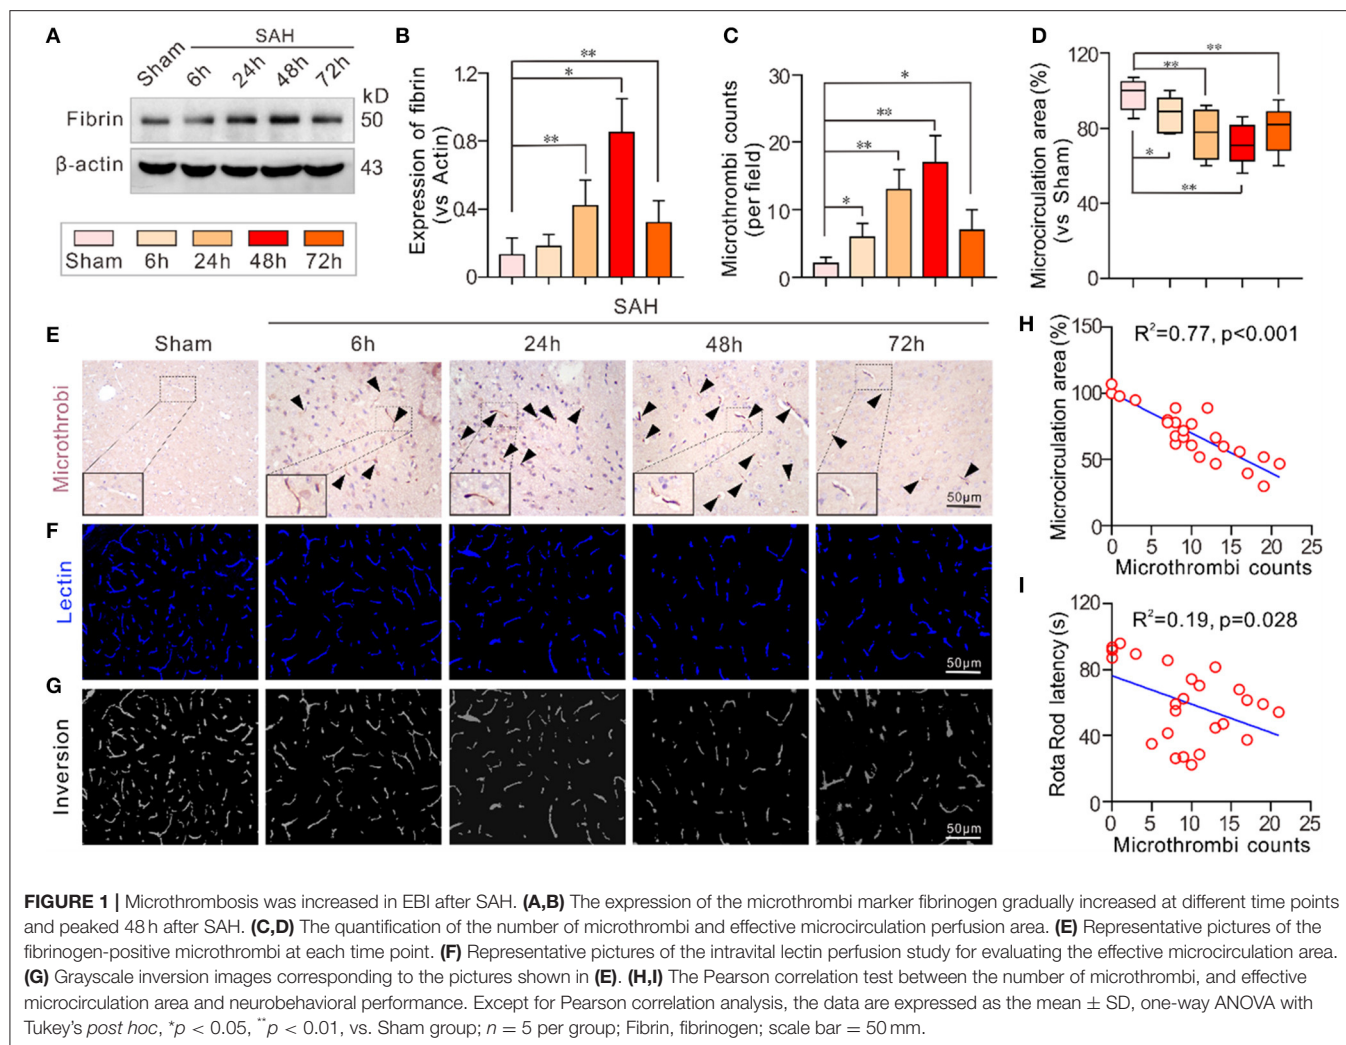 A
SAH
Sham
6h
24h
48h
72h
kD
Fibrin
50
β-actin
43
Sham
6h
24h
48h
72h
B
Expression of fibrin
(vs Actin)
1.2
0.8
0.4
0
**
*
**
C
Microthrombi counts
(per field)
30
20
10
0
*
**
**
*
D
Microcirculation area (%)
(vs Sham)
120
80
40
0
**
**
*
**
SAH
E
Sham
6h
24h
48h
72h
Microthrobi
50μm
F
Lectin
50μm
G
Inversion
50μm
H
Microcirculation area (%)
150
100
50
0
R²=0.77, p<0.001
0 5 10 15 20 25
Microthrombi counts
I
Rota Rod latency (s)
120
80
40
0
R²=0.19, p=0.028
0 5 10 15 20 25
Microthrombi counts
FIGURE 1 | Microthrombosis was increased in EBI after SAH. (A,B) The expression of the microthrombi marker fibrinogen gradually increased at different time points
and peaked 48 h after SAH. (C,D) The quantification of the number of microthrombi and effective microcirculation perfusion area. (E) Representative pictures of the
fibrinogen-positive microthrombi at each time point. (F) Representative pictures of the intravital lectin perfusion study for evaluating the effective microcirculation area.
(G) Grayscale inversion images corresponding to the pictures shown in (E). (H,I) The Pearson correlation test between the number of microthrombi, and effective
microcirculation area and neurobehavioral performance. Except for Pearson correlation analysis, the data are expressed as the mean ± SD, one-way ANOVA with
Tukey's post hoc, *p < 0.05, **p < 0.01, vs. Sham group; n = 5 per group; Fibrin, fibrinogen; scale bar = 50 mm.